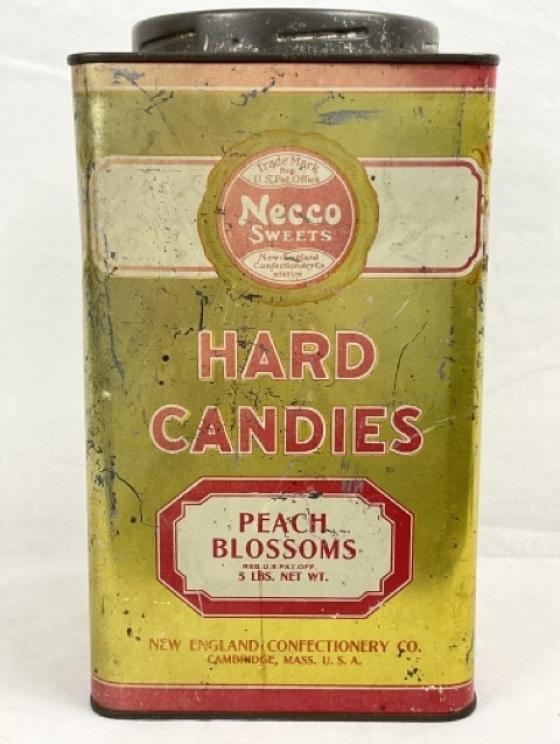 Trade Mark
Reg.
U.S. Pat. Office
Necco
SWEETS
New England
Confectionery Co
BOSTON
HARD
CANDIES
PEACH
BLOSSOMS
REG.U.S.PAT.OFF.
5 LBS. NET WT.
NEW ENGLAND CONFECTIONERY CO.
CAMBRIDGE, MASS. U. S. A.